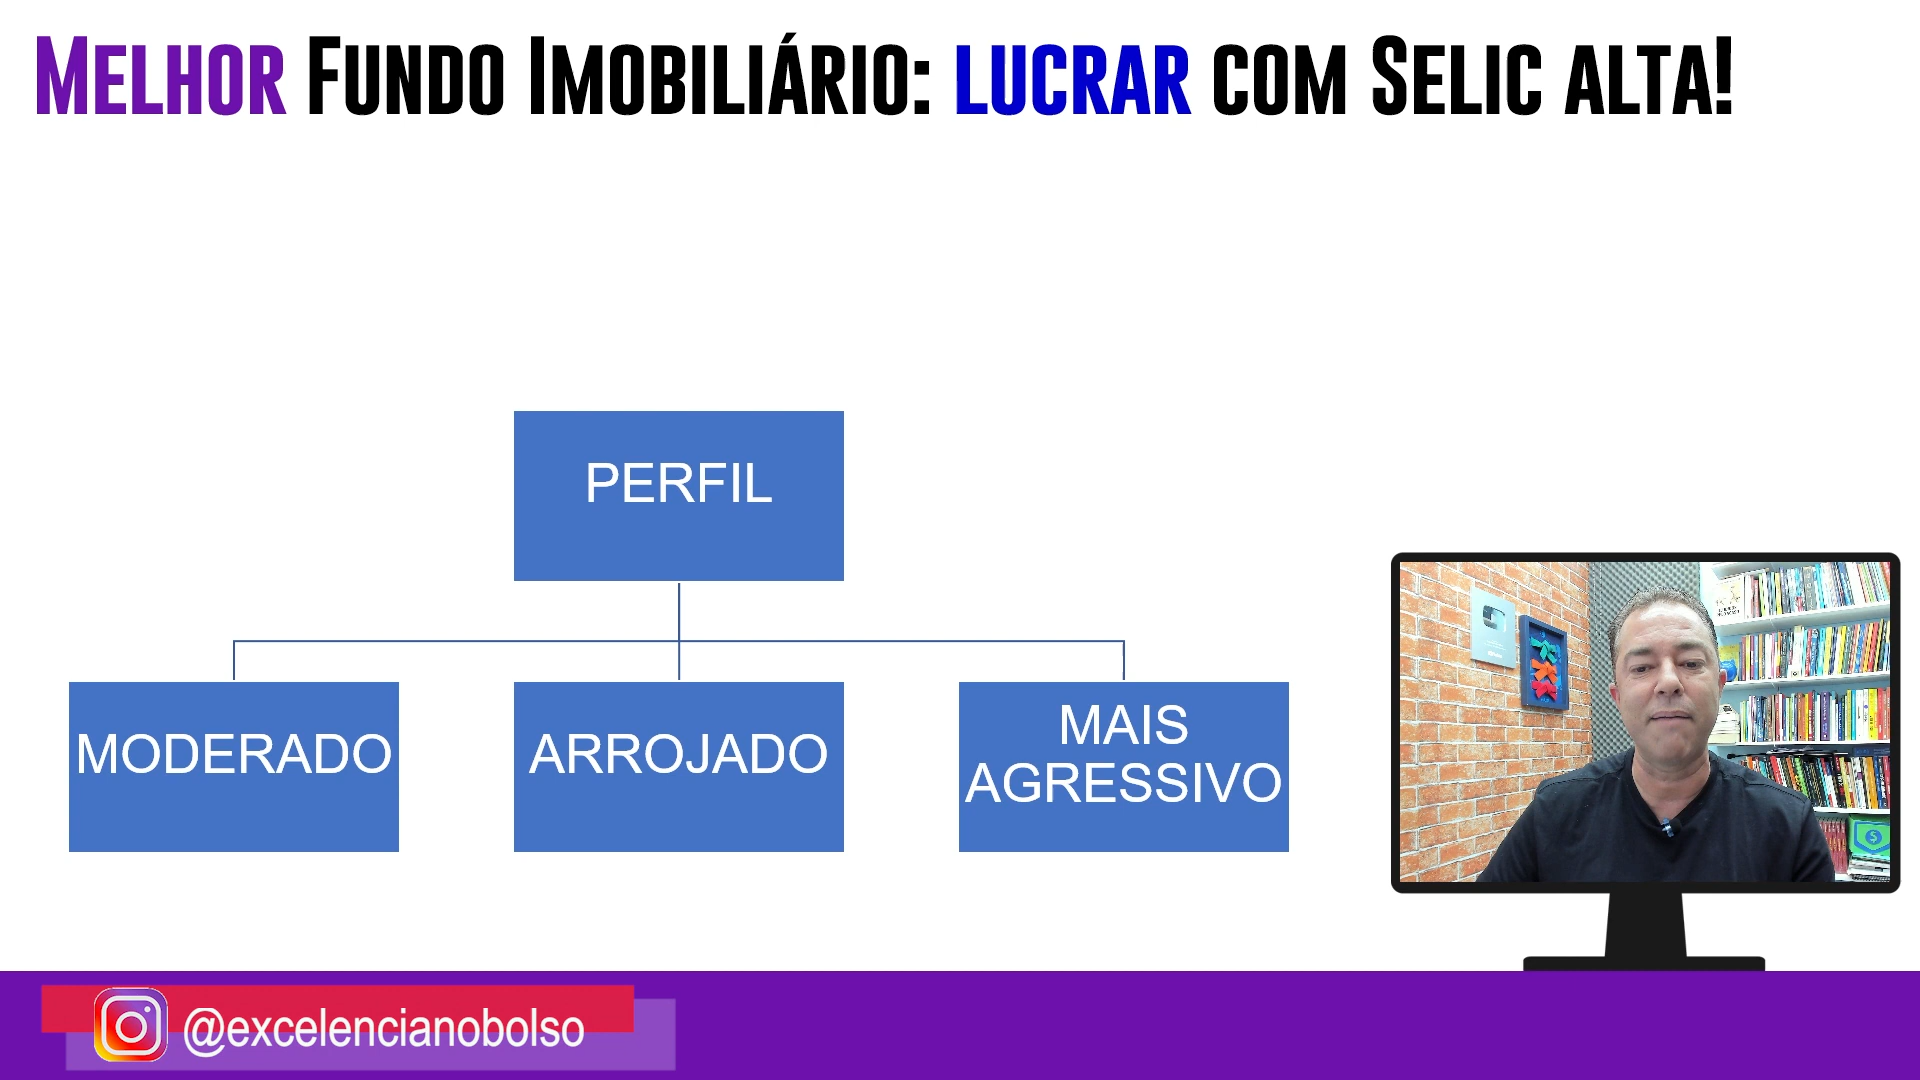 MELHOR FUNDO IMOBILIÁRIO: LUCRAR COM SELIC ALTA!
PERFIL
MODERADO
ARROJADO
MAIS
AGRESSIVO
@excelencianobolso